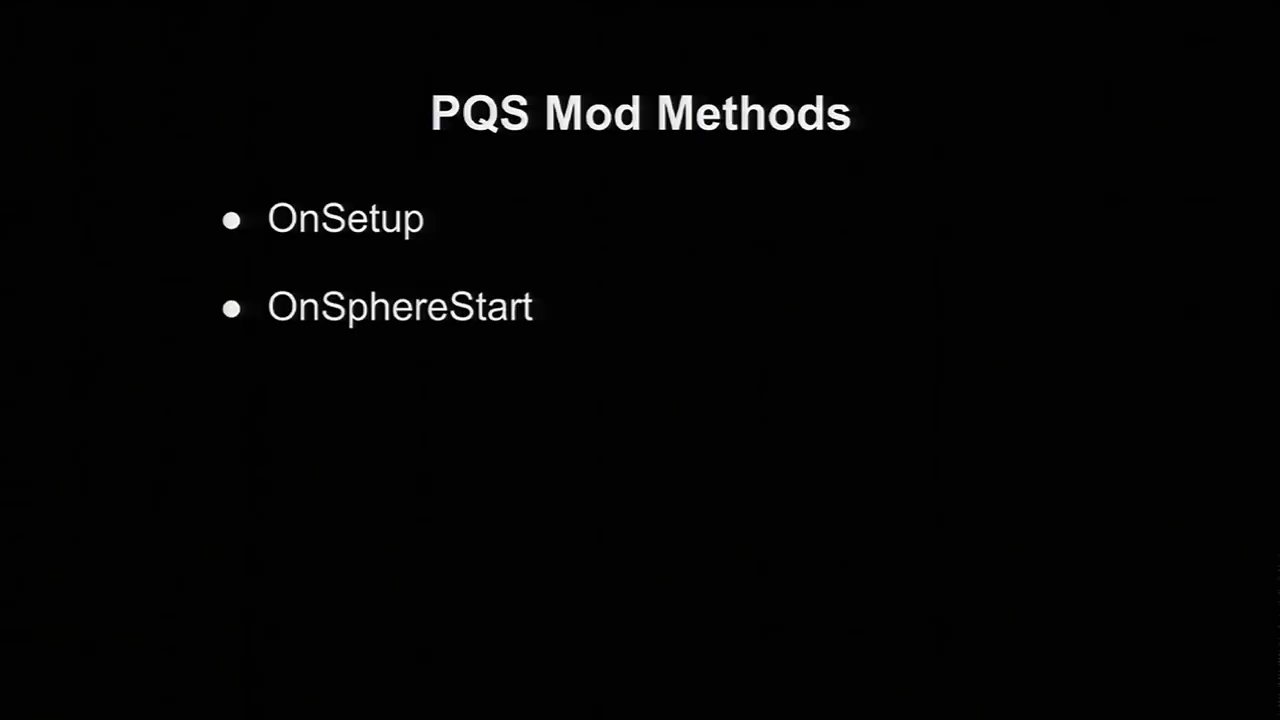 PQS Mod Methods
● OnSetup
● OnSphereStart